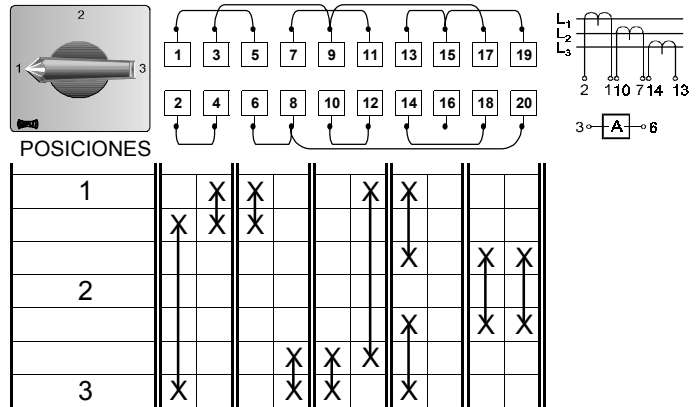 2
1 3
1 3 5 7 9 11 13 15 17 19
2 4 6 8 10 12 14 16 18 20
L1
L2
L3
2 1 10 7 14 13
3 A 6
POSICIONES
1 X X X X
X X X
X X X
2
X X X
X X X
3 X X X X